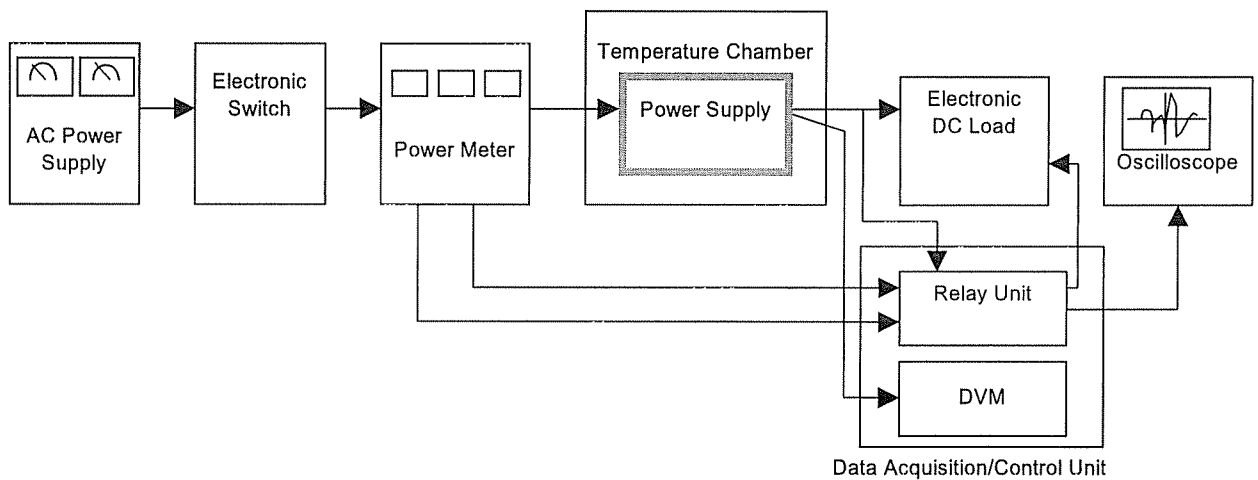 AC Power
Supply
Electronic
Switch
Power Meter
Temperature Chamber
Power Supply
Electronic
DC Load
Oscilloscope
Relay Unit
DVM
Data Acquisition/Control Unit